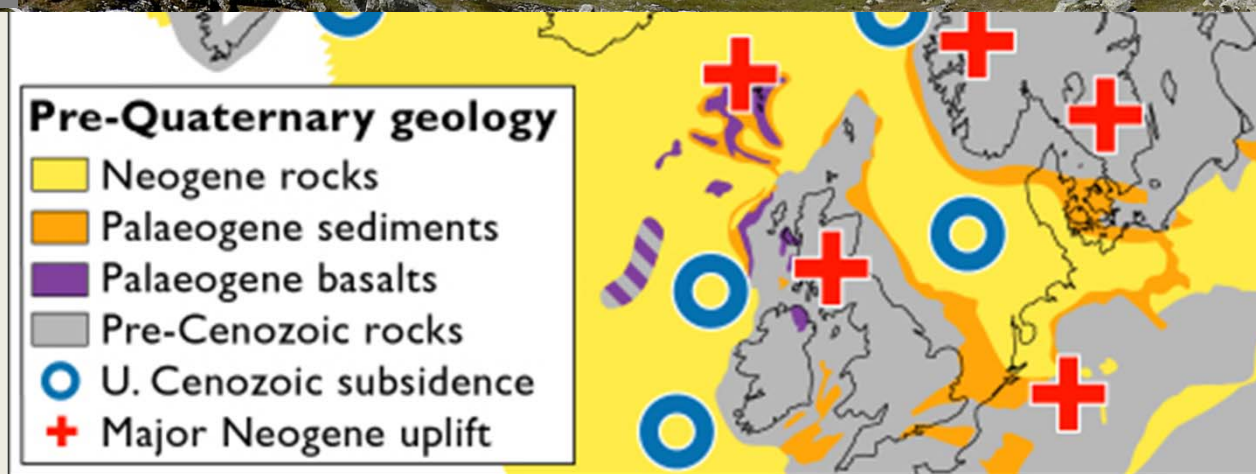 Pre-Quaternary geology
Neogene rocks
Palaeogene sediments
Palaeogene basalts
Pre-Cenozoic rocks
U. Cenozoic subsidence
Major Neogene uplift